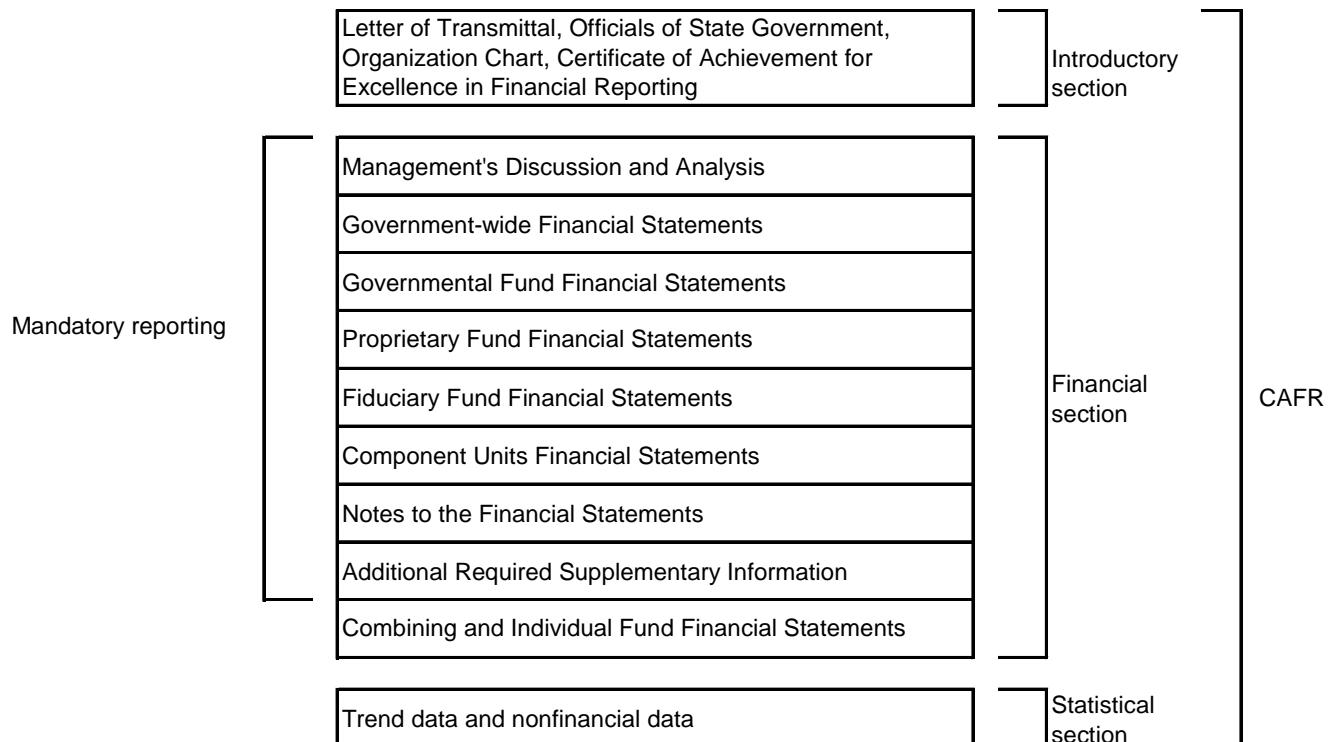 Letter of Transmittal, Officials of State Government,
Organization Chart, Certificate of Achievement for
Excellence in Financial Reporting
Introductory
section
Management's Discussion and Analysis
Government-wide Financial Statements
Governmental Fund Financial Statements
Mandatory reporting
Proprietary Fund Financial Statements
Fiduciary Fund Financial Statements
Financial
section
CAFR
Component Units Financial Statements
Notes to the Financial Statements
Additional Required Supplementary Information
Combining and Individual Fund Financial Statements
Trend data and nonfinancial data
Statistical
section